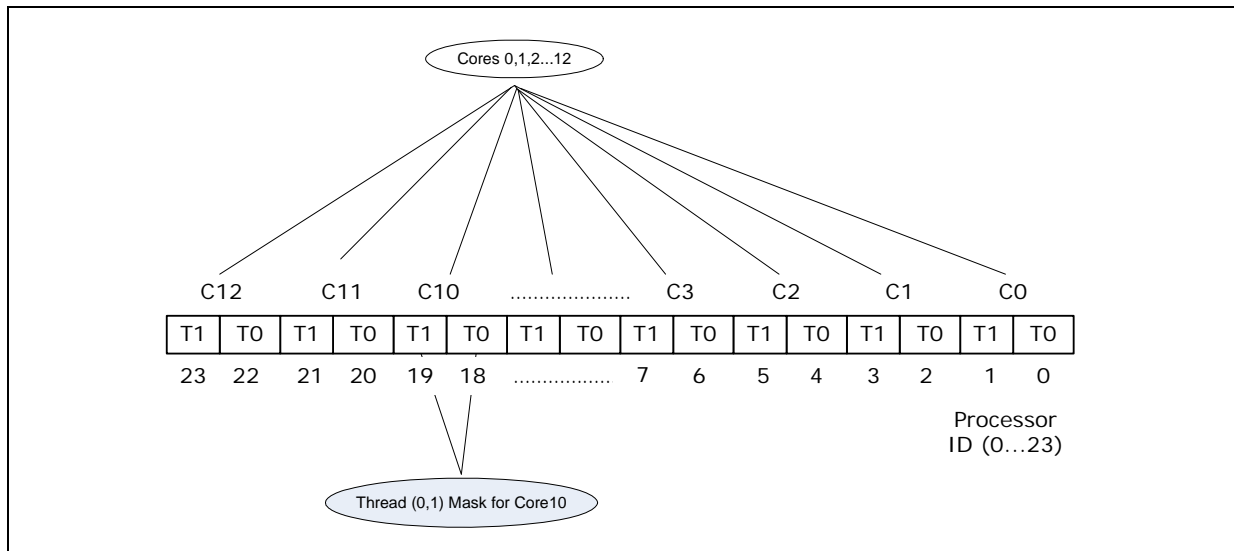 Cores 0,1,2...12
C12 C11 C10 ..................... C3 C2 C1 C0
T1 T0 T1 T0 T1 T0 T1 T0 T1 T0 T1 T0 T1 T0 T1 T0
23 22 21 20 19 18 ................. 7 6 5 4 3 2 1 0
Processor
ID (0...23)
Thread (0,1) Mask for Core10